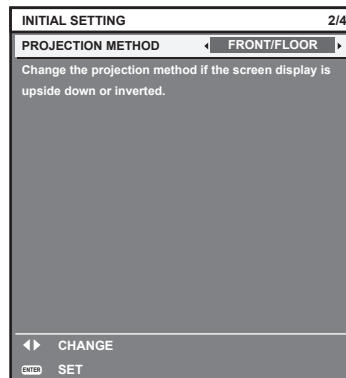 INITIAL SETTING 2/4
PROJECTION METHOD FRONT/FLOOR
Change the projection method if the screen display is
upside down or inverted.
CHANGE
ENTER SET